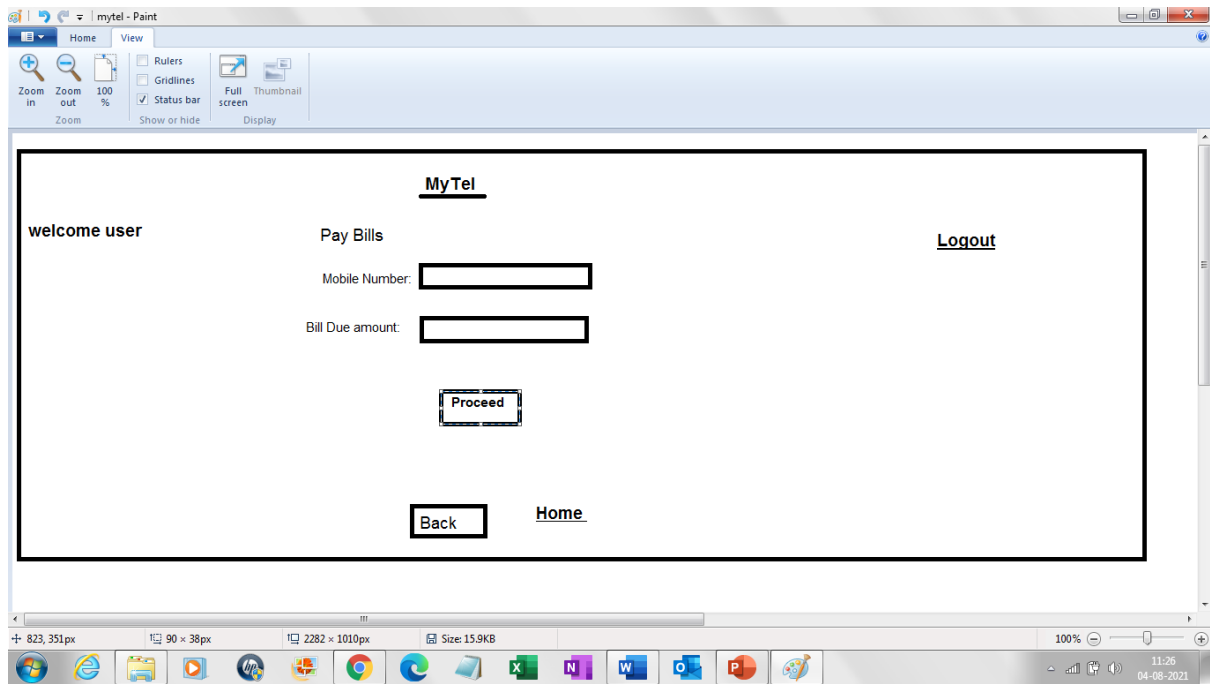 mytel - Paint
Home View
Rulers
Gridlines
Status bar
Zoom in
Zoom out
100 %
Full screen
Thumbnail
Zoom
Show or hide
Display
MyTel
welcome user
Pay Bills
Logout
Mobile Number:
Bill Due amount:
Proceed
Back
Home
823, 351px
90 × 38px
2282 × 1010px
Size: 15.9KB
100%
11:26
04-08-2021